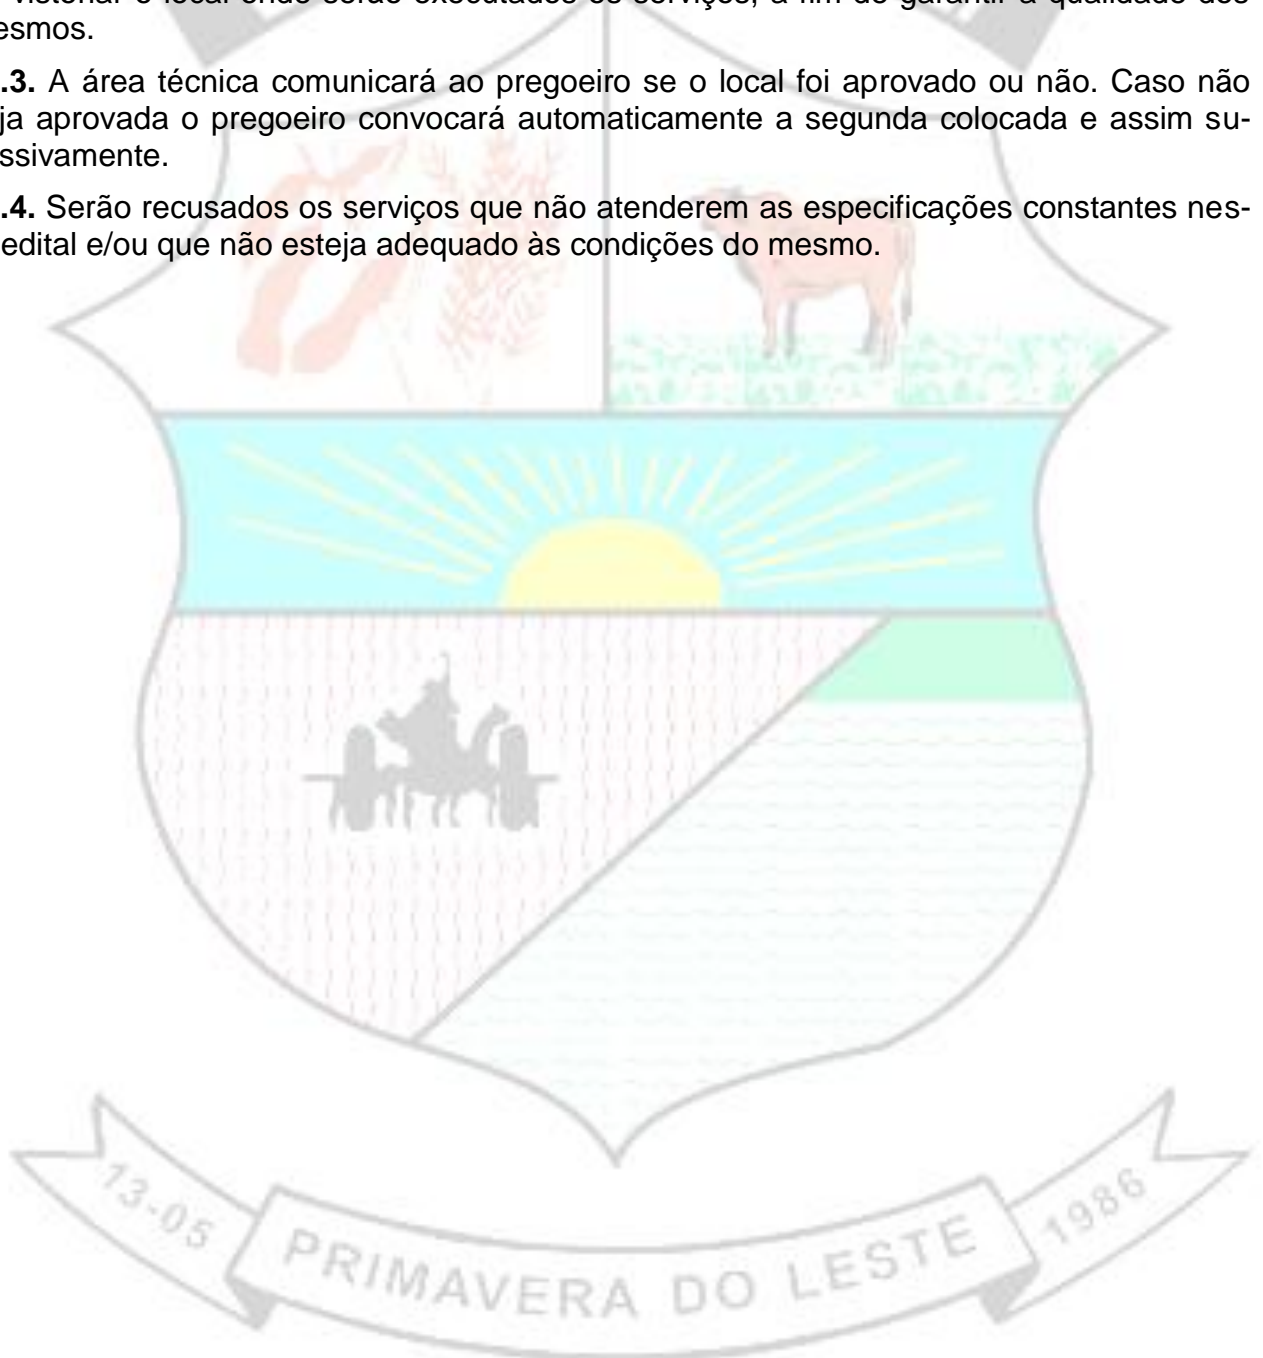 vistoriar o local onde serão executados os serviços, a fim de garantir a qualidade dos
esmos.
.3. A área técnica comunicará ao pregoeiro se o local foi aprovado ou não. Caso não
ja aprovada o pregoeiro convocará automaticamente a segunda colocada e assim su-
ssivamente.
.4. Serão recusados os serviços que não atenderem as especificações constantes nes-
edital e/ou que não esteja adequado às condições do mesmo.
13-05
PRIMAVERA DO LESTE
1986